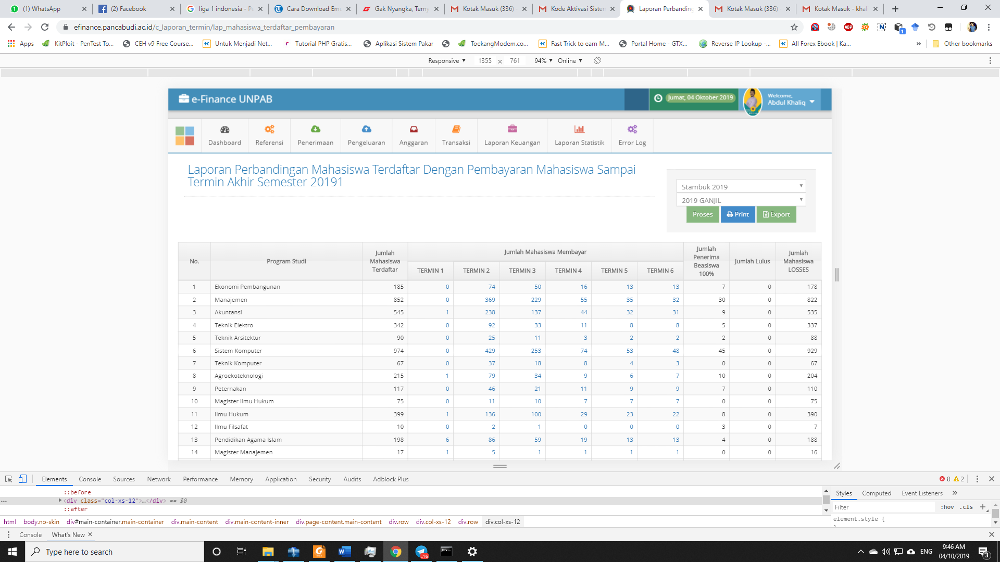 (1) WhatsApp
(2) Facebook
liga 1 indonesia - P
Cara Download Em
Gak Nyangka, Terny
Kotak Masuk (336) -
Kode Aktivasi Sister
Laporan Perbanding
Kotak Masuk (336) -
Kotak Masuk - khal
efinance.pancabudi.ac.id/c_laporan_termin/lap_mahasiswa_terdaftar_pembayaran
Apps
KitPloit - PenTest To...
CEH v9 Free Course...
Untuk Menjadi Net...
Tutorial PHP Gratis...
Aplikasi Sistem Pakar
ToekangModem.co...
Fast Trick to earn M...
Portal Home - GTX...
Reverse IP Lookup -...
All Forex Ebook | Ka...
» Other bookmarks
Responsive ▼ 1355 x 761 94% ▼ Online ▼
e-Finance UNPAB
Jumat, 04 Oktober 2019
Welcome,
Abdul Khaliq
Dashboard Referensi Penerimaan Pengeluaran Anggaran Transaksi Laporan Keuangan Laporan Statistik Error Log
Laporan Perbandingan Mahasiswa Terdaftar Dengan Pembayaran Mahasiswa Sampai
Termin Akhir Semester 20191
Stambuk 2019
2019 GANJIL
Proses Print Export
No. Program Studi Jumlah Mahasiswa Terdaftar Jumlah Mahasiswa Membayar Jumlah Penerima Beasiswa 100% Jumlah Lulus Jumlah Mahasiswa LOSSES
TERMIN 1 TERMIN 2 TERMIN 3 TERMIN 4 TERMIN 5 TERMIN 6
1 Ekonomi Pembangunan 185 0 74 50 16 13 13 7 0 178
2 Manajemen 852 0 369 229 55 35 32 30 0 822
3 Akuntansi 545 1 238 137 44 32 31 9 0 535
4 Teknik Elektro 342 0 92 33 11 8 8 5 0 337
5 Teknik Arsitektur 90 0 25 11 3 2 2 2 0 88
6 Sistem Komputer 974 0 429 253 74 53 48 45 0 929
7 Teknik Komputer 67 0 37 18 8 4 3 0 0 67
8 Agroekoteknologi 215 1 79 34 9 6 7 10 0 204
9 Peternakan 117 0 46 21 11 9 9 7 0 110
10 Magister Ilmu Hukum 75 0 11 10 7 7 7 0 0 75
11 Ilmu Hukum 399 1 136 100 29 23 22 8 0 390
12 Ilmu Filsafat 10 0 2 1 0 0 0 3 0 7
13 Pendidikan Agama Islam 198 6 86 59 19 13 13 4 0 188
14 Magister Manajemen 17 1 5 1 1 1 1 0 0 16
Elements Console Sources Network Performance Memory Application Security Audits Adblock Plus 8 2
::before
<div class="col-xs-12">…</div> == $0
::after
Styles Computed Event Listeners »
Filter :hov .cls +
element.style {
html body.no-skin div#main-container.main-container div.main-content div.main-content-inner div.page-content.main-content div.row div.col-xs-12 div.row div.col-xs-12
Console What's New
Type here to search
ENG
9:46 AM
04/10/2019